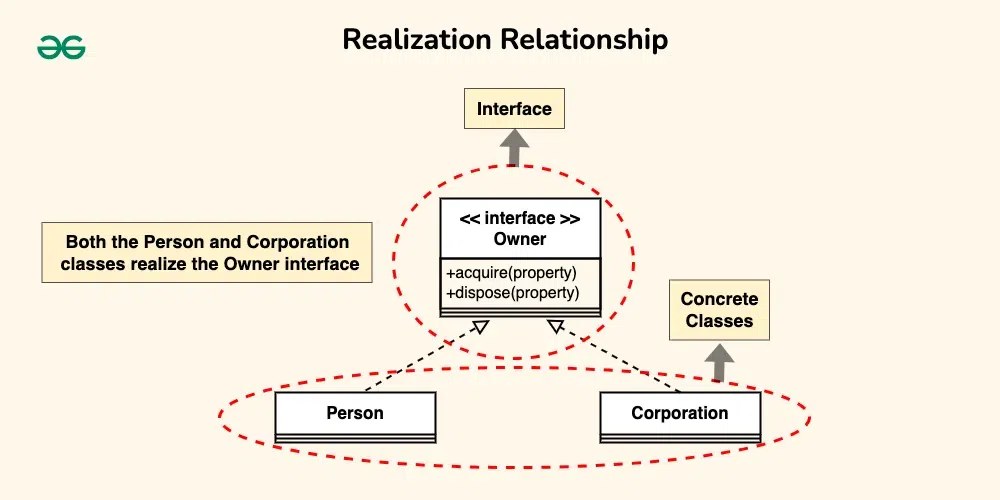 Realization Relationship
Interface
<< interface >>
Owner
+acquire(property)
+dispose(property)
Both the Person and Corporation
classes realize the Owner interface
Concrete
Classes
Person
Corporation